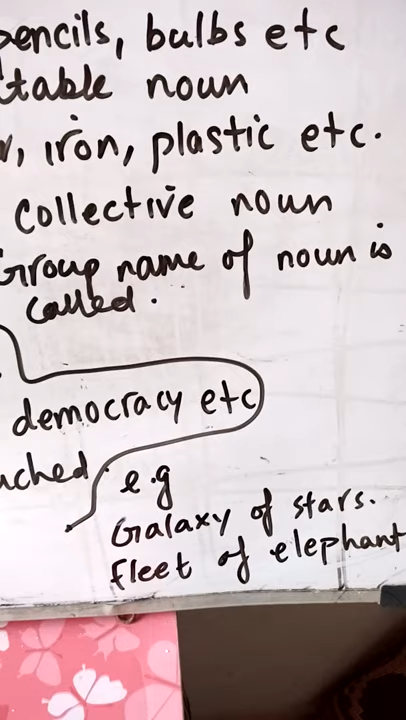 pencils, bulbs etc
table noun
iron, plastic etc.
collective noun
Group name of noun is
called.
democracy etc
uched
e.g
Galaxy of stars.
fleet of elephant